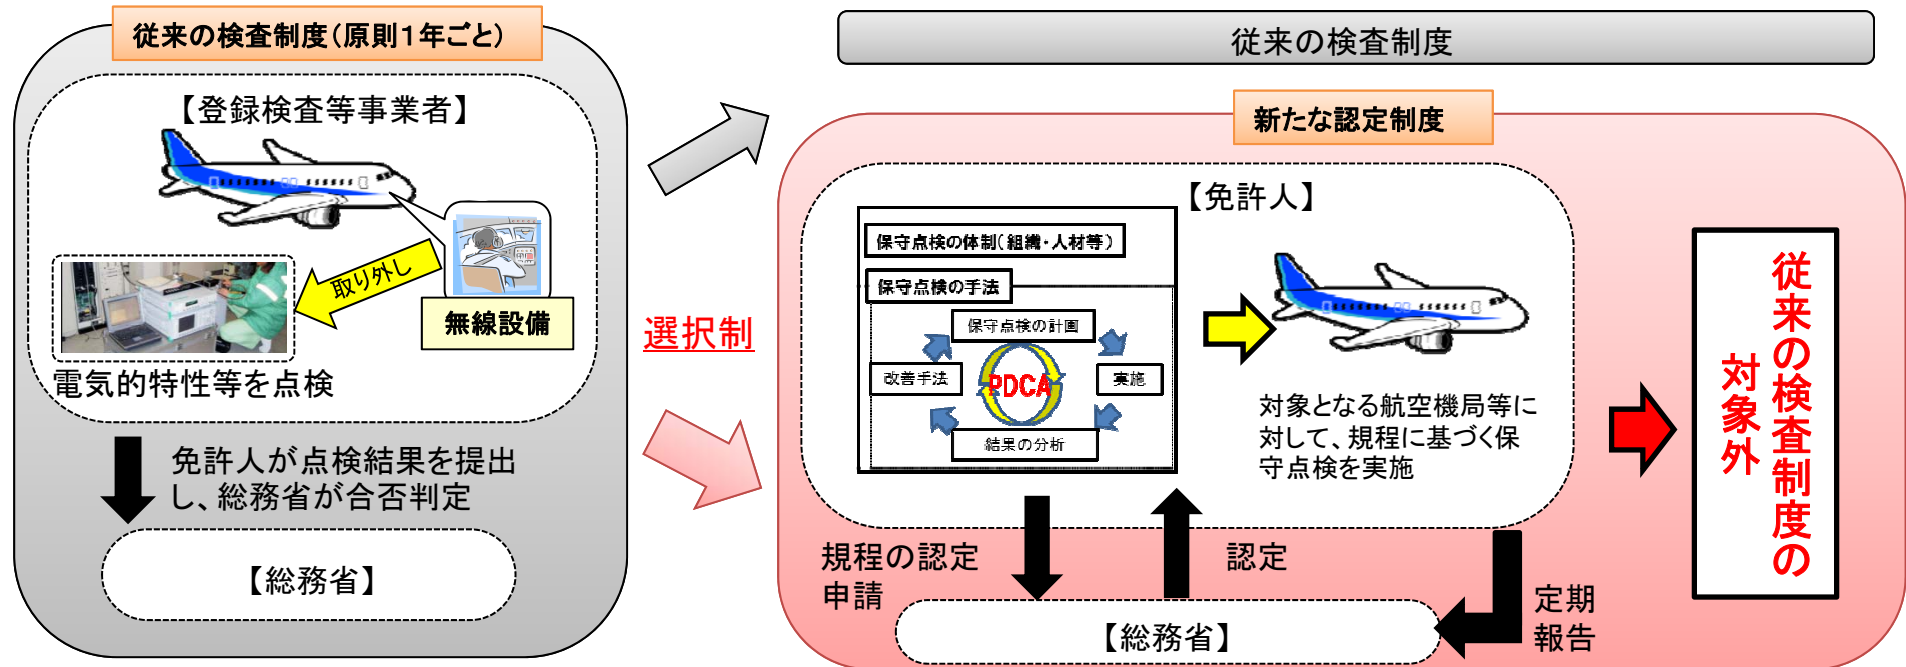 従来の検査制度(原則1年ごと)
【登録検査等事業者】
取り外し
無線設備
電気的特性等を点検
免許人が点検結果を提出
し、総務省が合否判定
【総務省】
選択制
従来の検査制度
新たな認定制度
【免許人】
保守点検の体制(組織・人材等)
保守点検の手法
保守点検の計画
改善手法
PDCA
実施
結果の分析
対象となる航空機局等に
対して、規程に基づく保
守点検を実施
規程の認定
申請
認定
定期
報告
【総務省】
従来の検査制度の
対象外